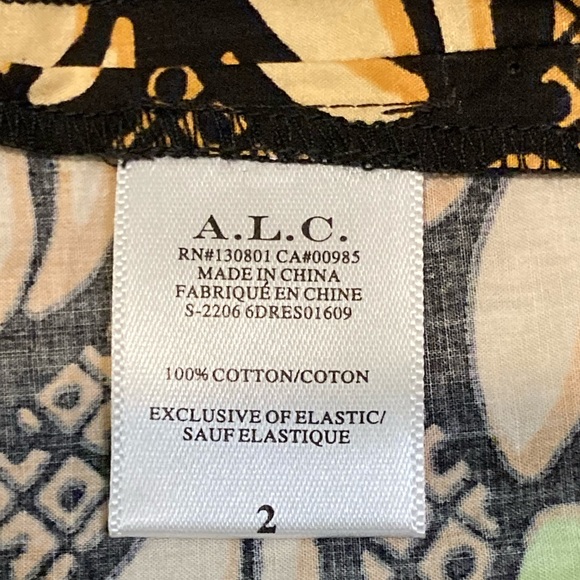 A.L.C.
RN#130801 CA#00985
MADE IN CHINA
FABRIQUÉ EN CHINE
S-2206 6DRES01609
100% COTTON/COTON
EXCLUSIVE OF ELASTIC/
SAUF ELASTIQUE
2